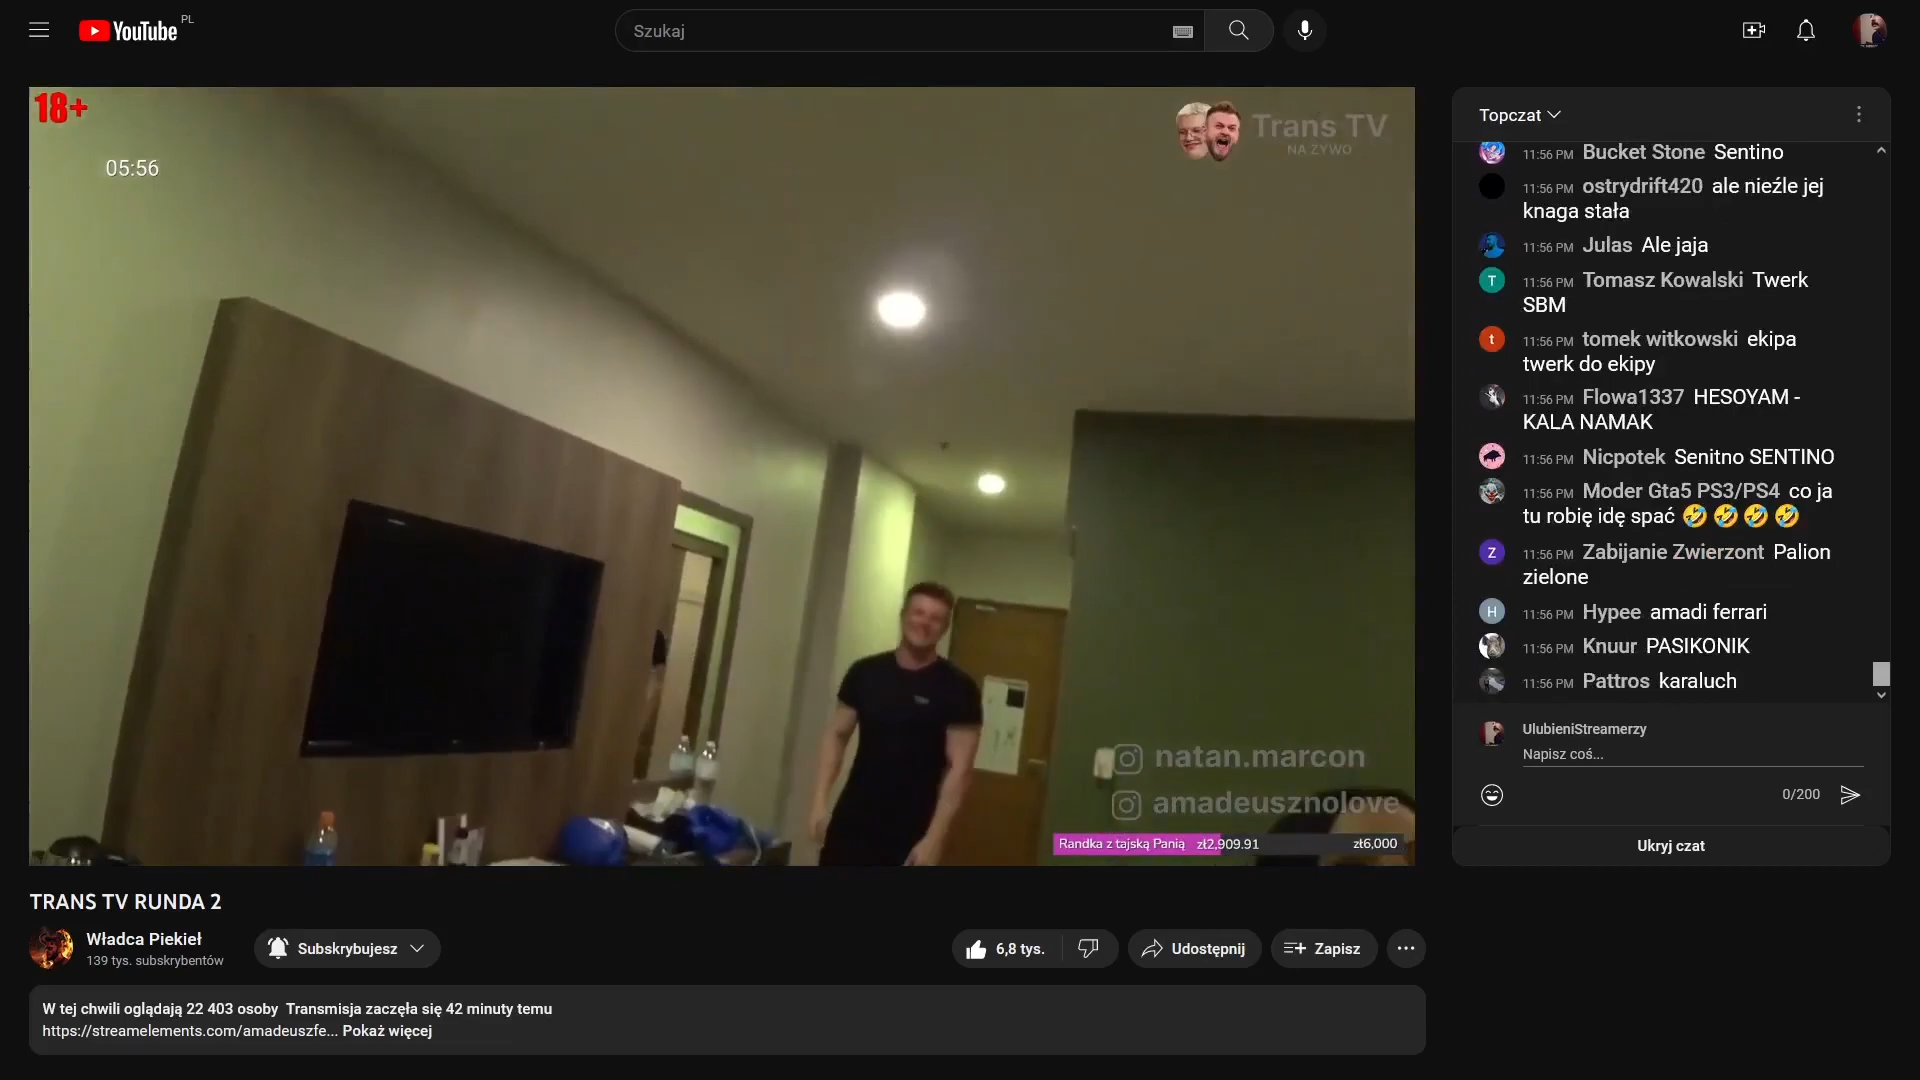 YouTube PL
Szukaj
18+
05:56
Trans TV
NA ŻYWO
natan.marcon
amadeusznolove
Randka z tajską Panią zł2,909.91 zł6,000
TRANS TV RUNDA 2
Władca Piekieł
139 tys. subskrybentów
Subskrybujesz
6,8 tys.
Udostępnij
Zapisz
W tej chwili oglądają 22 403 osoby Transmisja zaczęła się 42 minuty temu
https://streamelements.com/amadeuszfe... Pokaż więcej
Topczat
11:56 PM Bucket Stone Sentino
11:56 PM ostrydrift420 ale nieźle jej
knaga stała
11:56 PM Julas Ale jaja
T
11:56 PM Tomasz Kowalski Twerk
SBM
t
11:56 PM tomek witkowski ekipa
twerk do ekipy
11:56 PM Flowa1337 HESOYAM -
KALA NAMAK
11:56 PM Nicpotek Senitno SENTINO
11:56 PM Moder Gta5 PS3/PS4 co ja
tu robię idę spać 🤣 🤣 🤣 🤣
Z
11:56 PM Zabijanie Zwierzont Palion
zielone
H
11:56 PM Hypee amadi ferrari
11:56 PM Knuur PASIKONIK
11:56 PM Pattros karaluch
UlubieniStreamerzy
Napisz coś...
0/200
Ukryj czat